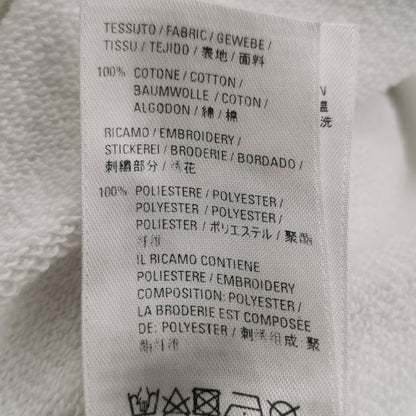 TESSUTO / FABRIC / GEWEBE /
TISSU / TEJIDO / 表地 / 面料
100% COTONE / COTTON /
BAUMWOLLE / COTON /
ALGODON / 綿 / 棉
RICAMO / EMBROIDERY /
STICKEREI / BRODERIE / BORDADO /
刺繍部分 / 绣花
100% POLIESTERE / POLYESTER /
POLYESTER / POLYESTER /
POLIESTER / ポリエステル / 聚酯
纤维
IL RICAMO CONTIENE
POLIESTERE / EMBROIDERY
COMPOSITION: POLYESTER /
LA BRODERIE EST COMPOSÉE
DE: POLYESTER / 刺绣组成: 聚
酯纤维
N
温
洗